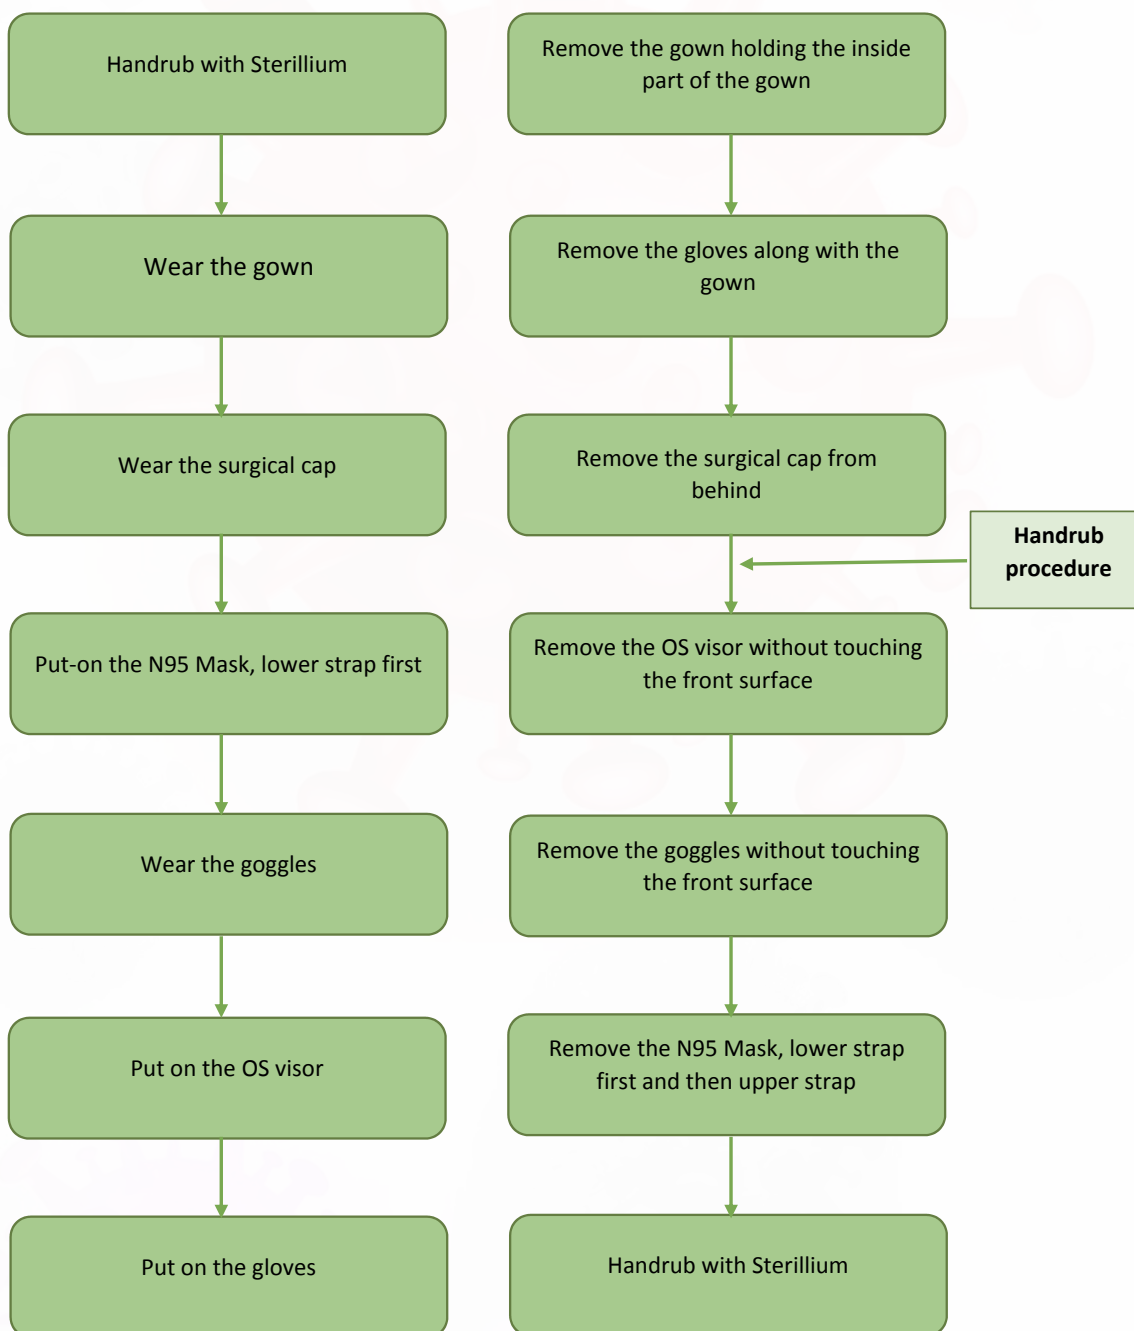 Handrub with Sterillium
Wear the gown
Wear the surgical cap
Put-on the N95 Mask, lower strap first
Wear the goggles
Put on the OS visor
Put on the gloves
Remove the gown holding the inside
part of the gown
Remove the gloves along with the
gown
Remove the surgical cap from
behind
Handrub
procedure
Remove the OS visor without touching
the front surface
Remove the goggles without touching
the front surface
Remove the N95 Mask, lower strap
first and then upper strap
Handrub with Sterillium